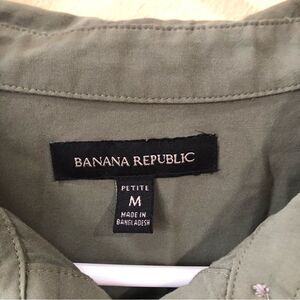 BANANA REPUBLIC
PETITE
M
MADE IN
BANGLADESH